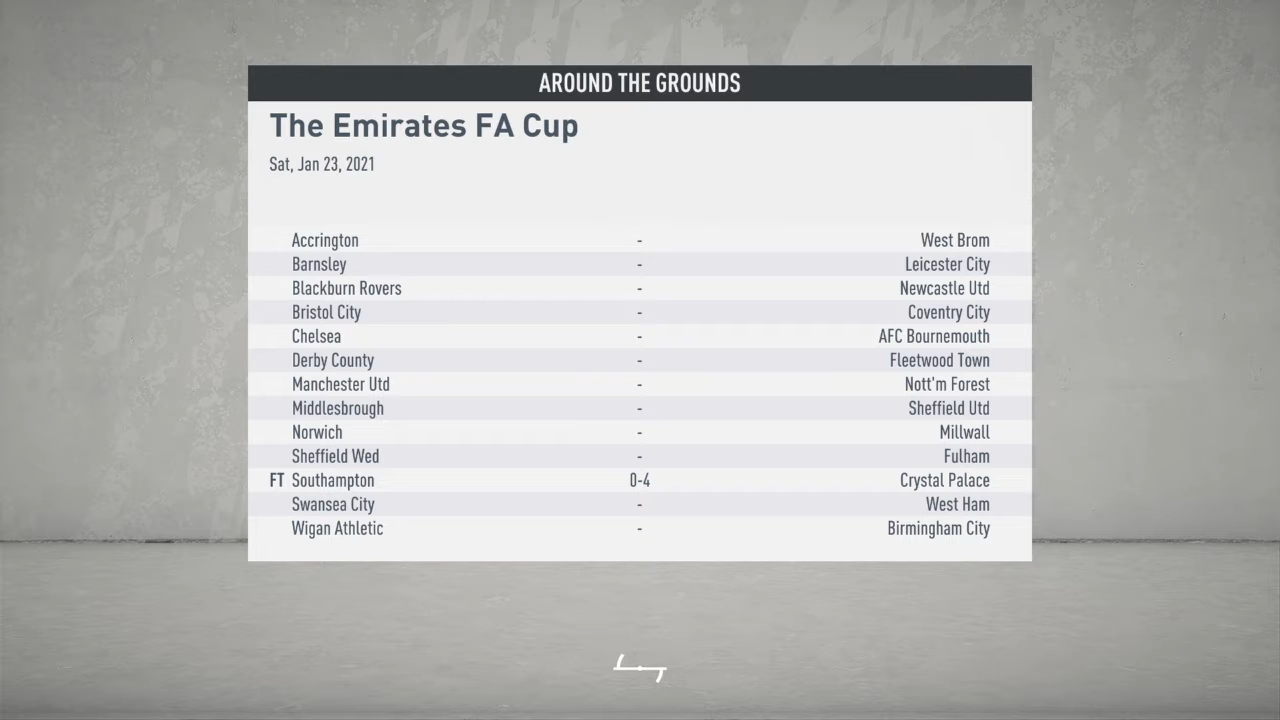 AROUND THE GROUNDS
The Emirates FA Cup
Sat, Jan 23, 2021
Accrington - West Brom
Barnsley - Leicester City
Blackburn Rovers - Newcastle Utd
Bristol City - Coventry City
Chelsea - AFC Bournemouth
Derby County - Fleetwood Town
Manchester Utd - Nott'm Forest
Middlesbrough - Sheffield Utd
Norwich - Millwall
Sheffield Wed - Fulham
FT Southampton 0-4 Crystal Palace
Swansea City - West Ham
Wigan Athletic - Birmingham City